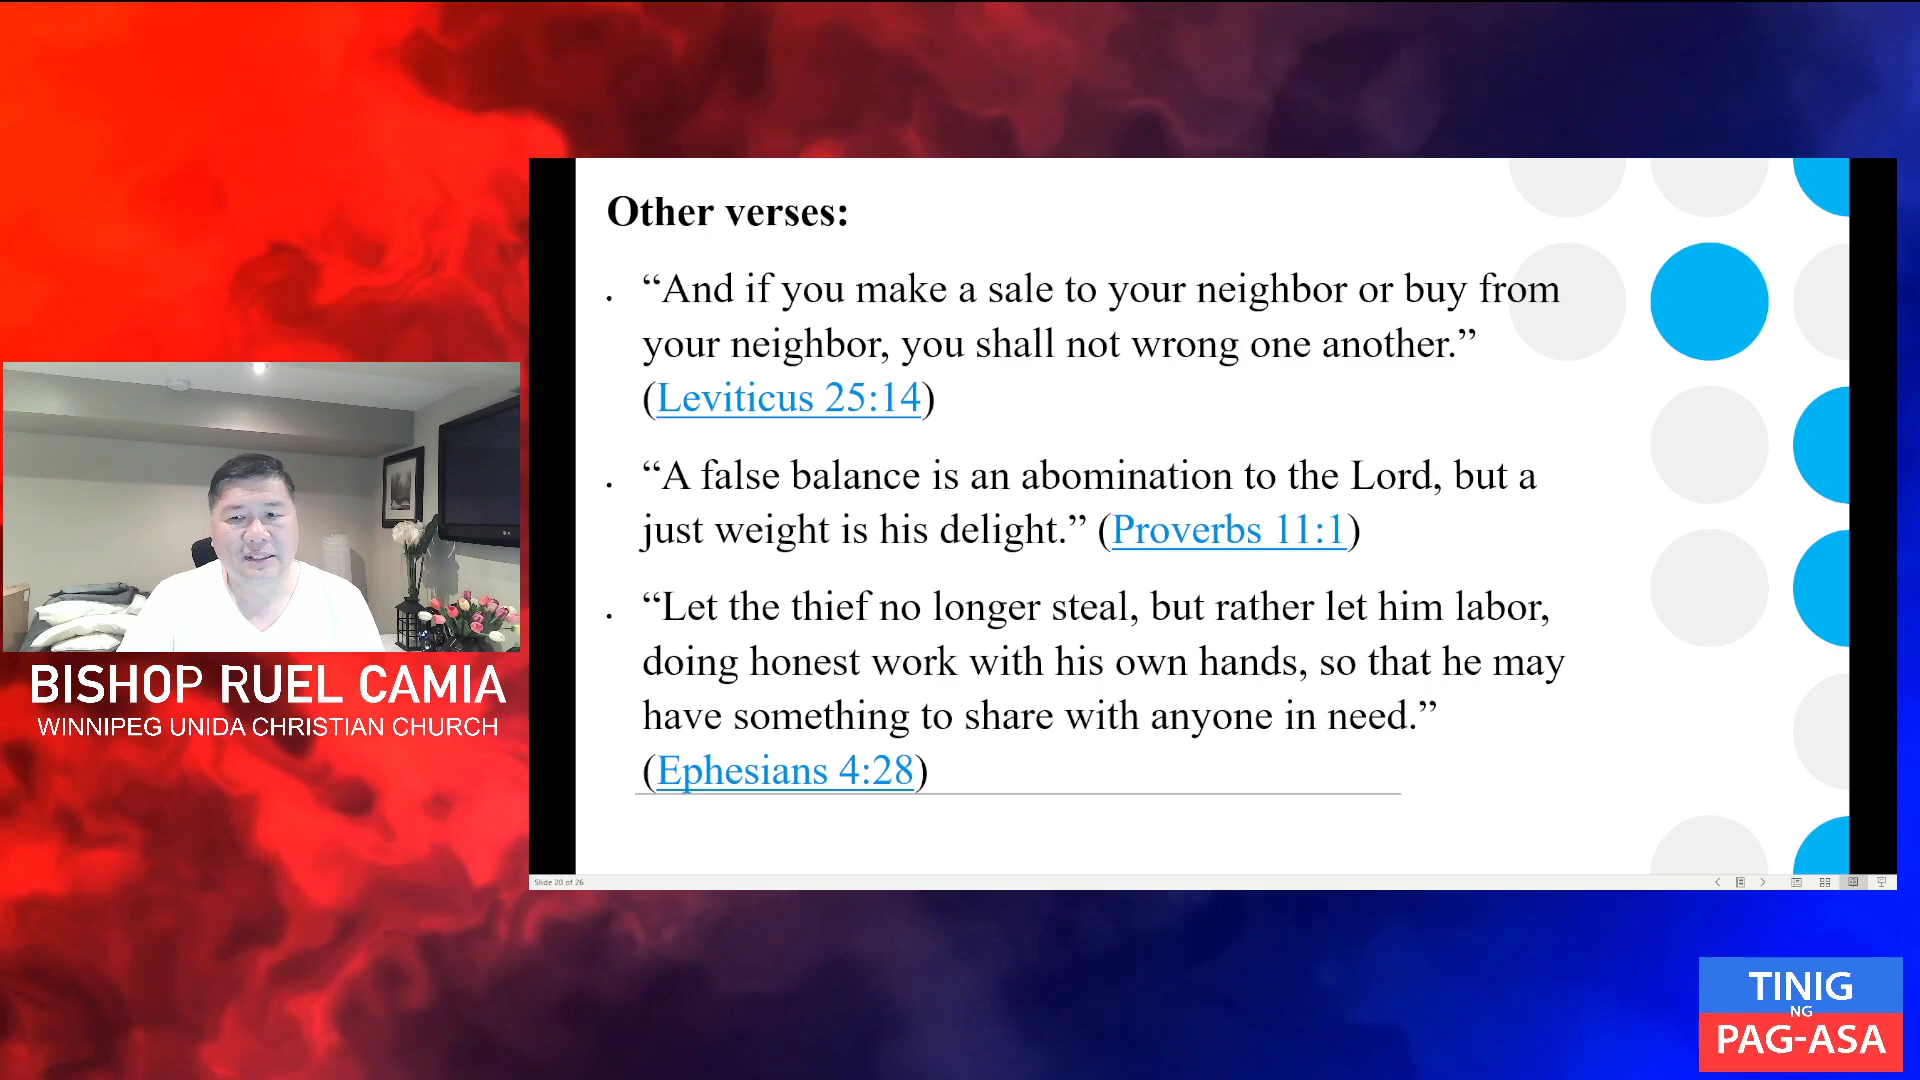 Other verses:
. “And if you make a sale to your neighbor or buy from
your neighbor, you shall not wrong one another.”
(Leviticus 25:14)
. “A false balance is an abomination to the Lord, but a
just weight is his delight.” (Proverbs 11:1)
. “Let the thief no longer steal, but rather let him labor,
doing honest work with his own hands, so that he may
have something to share with anyone in need.”
(Ephesians 4:28)
Slide 20 of 26
BISHOP RUEL CAMIA
WINNIPEG UNIDA CHRISTIAN CHURCH
TINIG
NG
PAG-ASA